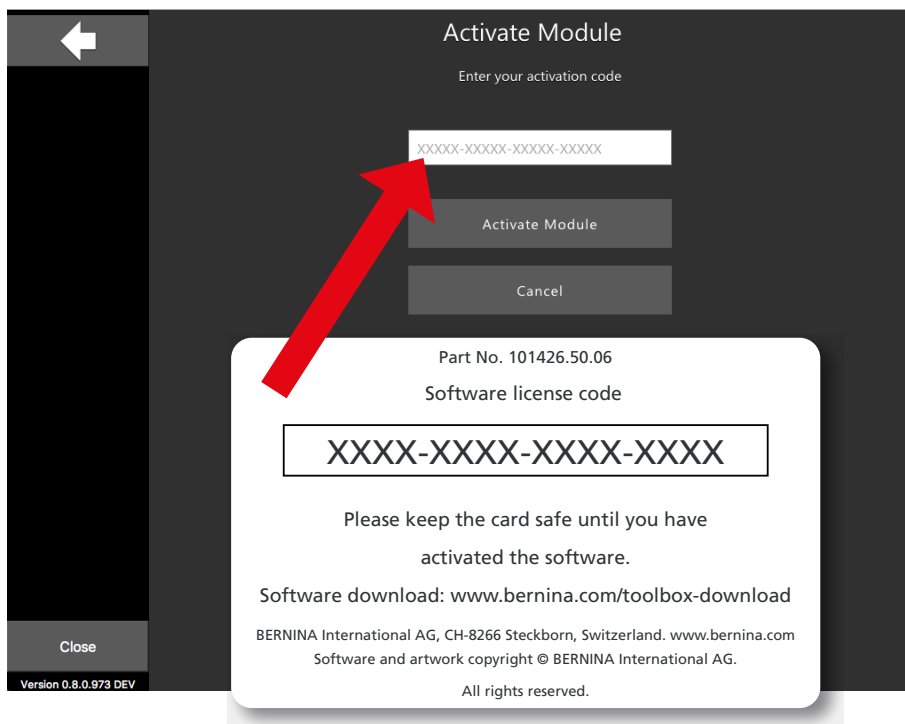 Activate Module
Enter your activation code
XXXXX-XXXXX-XXXXX-XXXXX
Activate Module
Cancel
Part No. 101426.50.06
Software license code
XXXX-XXXX-XXXX-XXXX
Please keep the card safe until you have
activated the software.
Software download: www.bernina.com/toolbox-download
BERNINA International AG, CH-8266 Steckborn, Switzerland. www.bernina.com
Software and artwork copyright © BERNINA International AG.
All rights reserved.
Close
Version 0.8.0.973 DEV